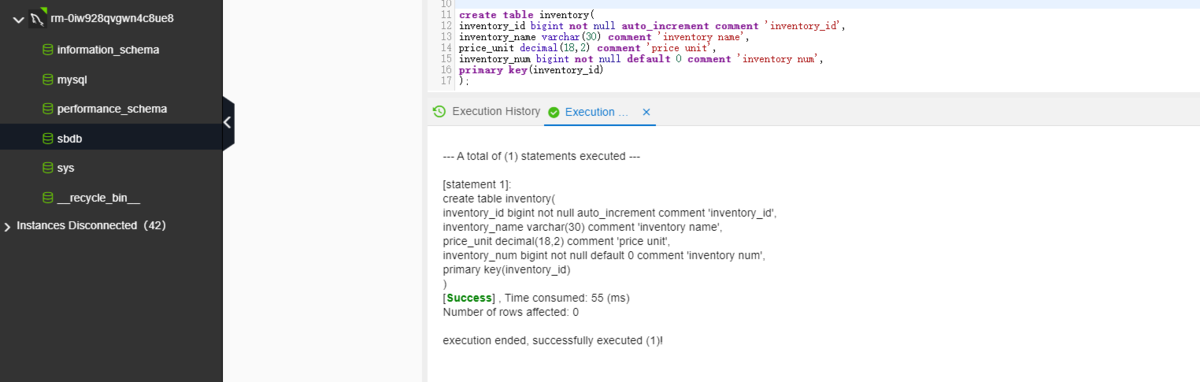 rm-0iw928qvgwn4c8ue8
information_schema
mysql
performance_schema
sbdb
sys
__recycle_bin__
Instances Disconnected（42）
10
11 create table inventory(
12 inventory_id bigint not null auto_increment comment 'inventory_id',
13 inventory_name varchar(30) comment 'inventory name',
14 price_unit decimal(18,2) comment 'price unit',
15 inventory_num bigint not null default 0 comment 'inventory num',
16 primary key(inventory_id)
17 );
Execution History
Execution ...
--- A total of (1) statements executed ---
[statement 1]:
create table inventory(
inventory_id bigint not null auto_increment comment 'inventory_id',
inventory_name varchar(30) comment 'inventory name',
price_unit decimal(18,2) comment 'price unit',
inventory_num bigint not null default 0 comment 'inventory num',
primary key(inventory_id)
)
[Success] , Time consumed: 55 (ms)
Number of rows affected: 0
execution ended, successfully executed (1)!